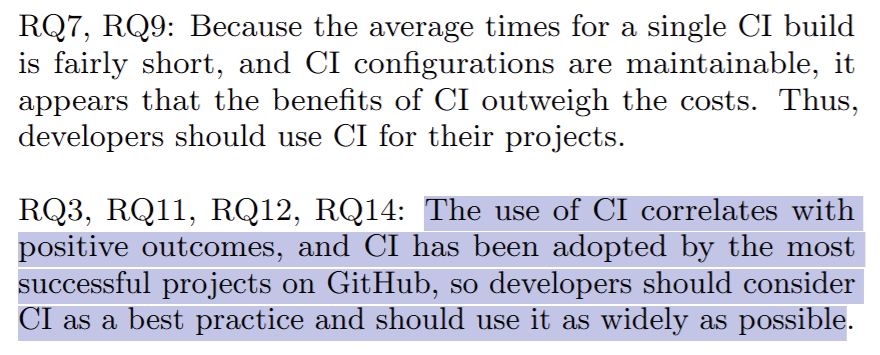 RQ7, RQ9: Because the average times for a single CI build
is fairly short, and CI configurations are maintainable, it
appears that the benefits of CI outweigh the costs. Thus,
developers should use CI for their projects.
RQ3, RQ11, RQ12, RQ14: The use of CI correlates with
positive outcomes, and CI has been adopted by the most
successful projects on GitHub, so developers should consider
CI as a best practice and should use it as widely as possible.